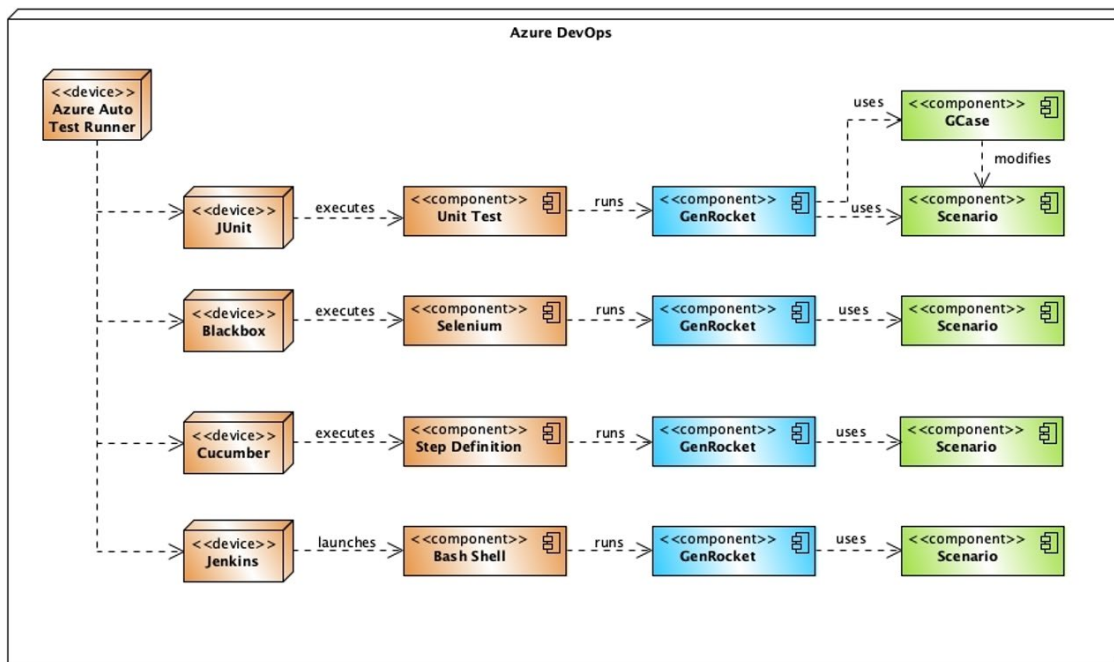 Azure DevOps
<<device>>
Azure Auto
Test Runner
<<component>>
GCase
uses
modifies
<<device>>
JUnit
executes
<<component>>
Unit Test
runs
<<component>>
GenRocket
uses
<<component>>
Scenario
<<device>>
Blackbox
executes
<<component>>
Selenium
runs
<<component>>
GenRocket
uses
<<component>>
Scenario
<<device>>
Cucumber
executes
<<component>>
Step Definition
runs
<<component>>
GenRocket
uses
<<component>>
Scenario
<<device>>
Jenkins
launches
<<component>>
Bash Shell
runs
<<component>>
GenRocket
uses
<<component>>
Scenario